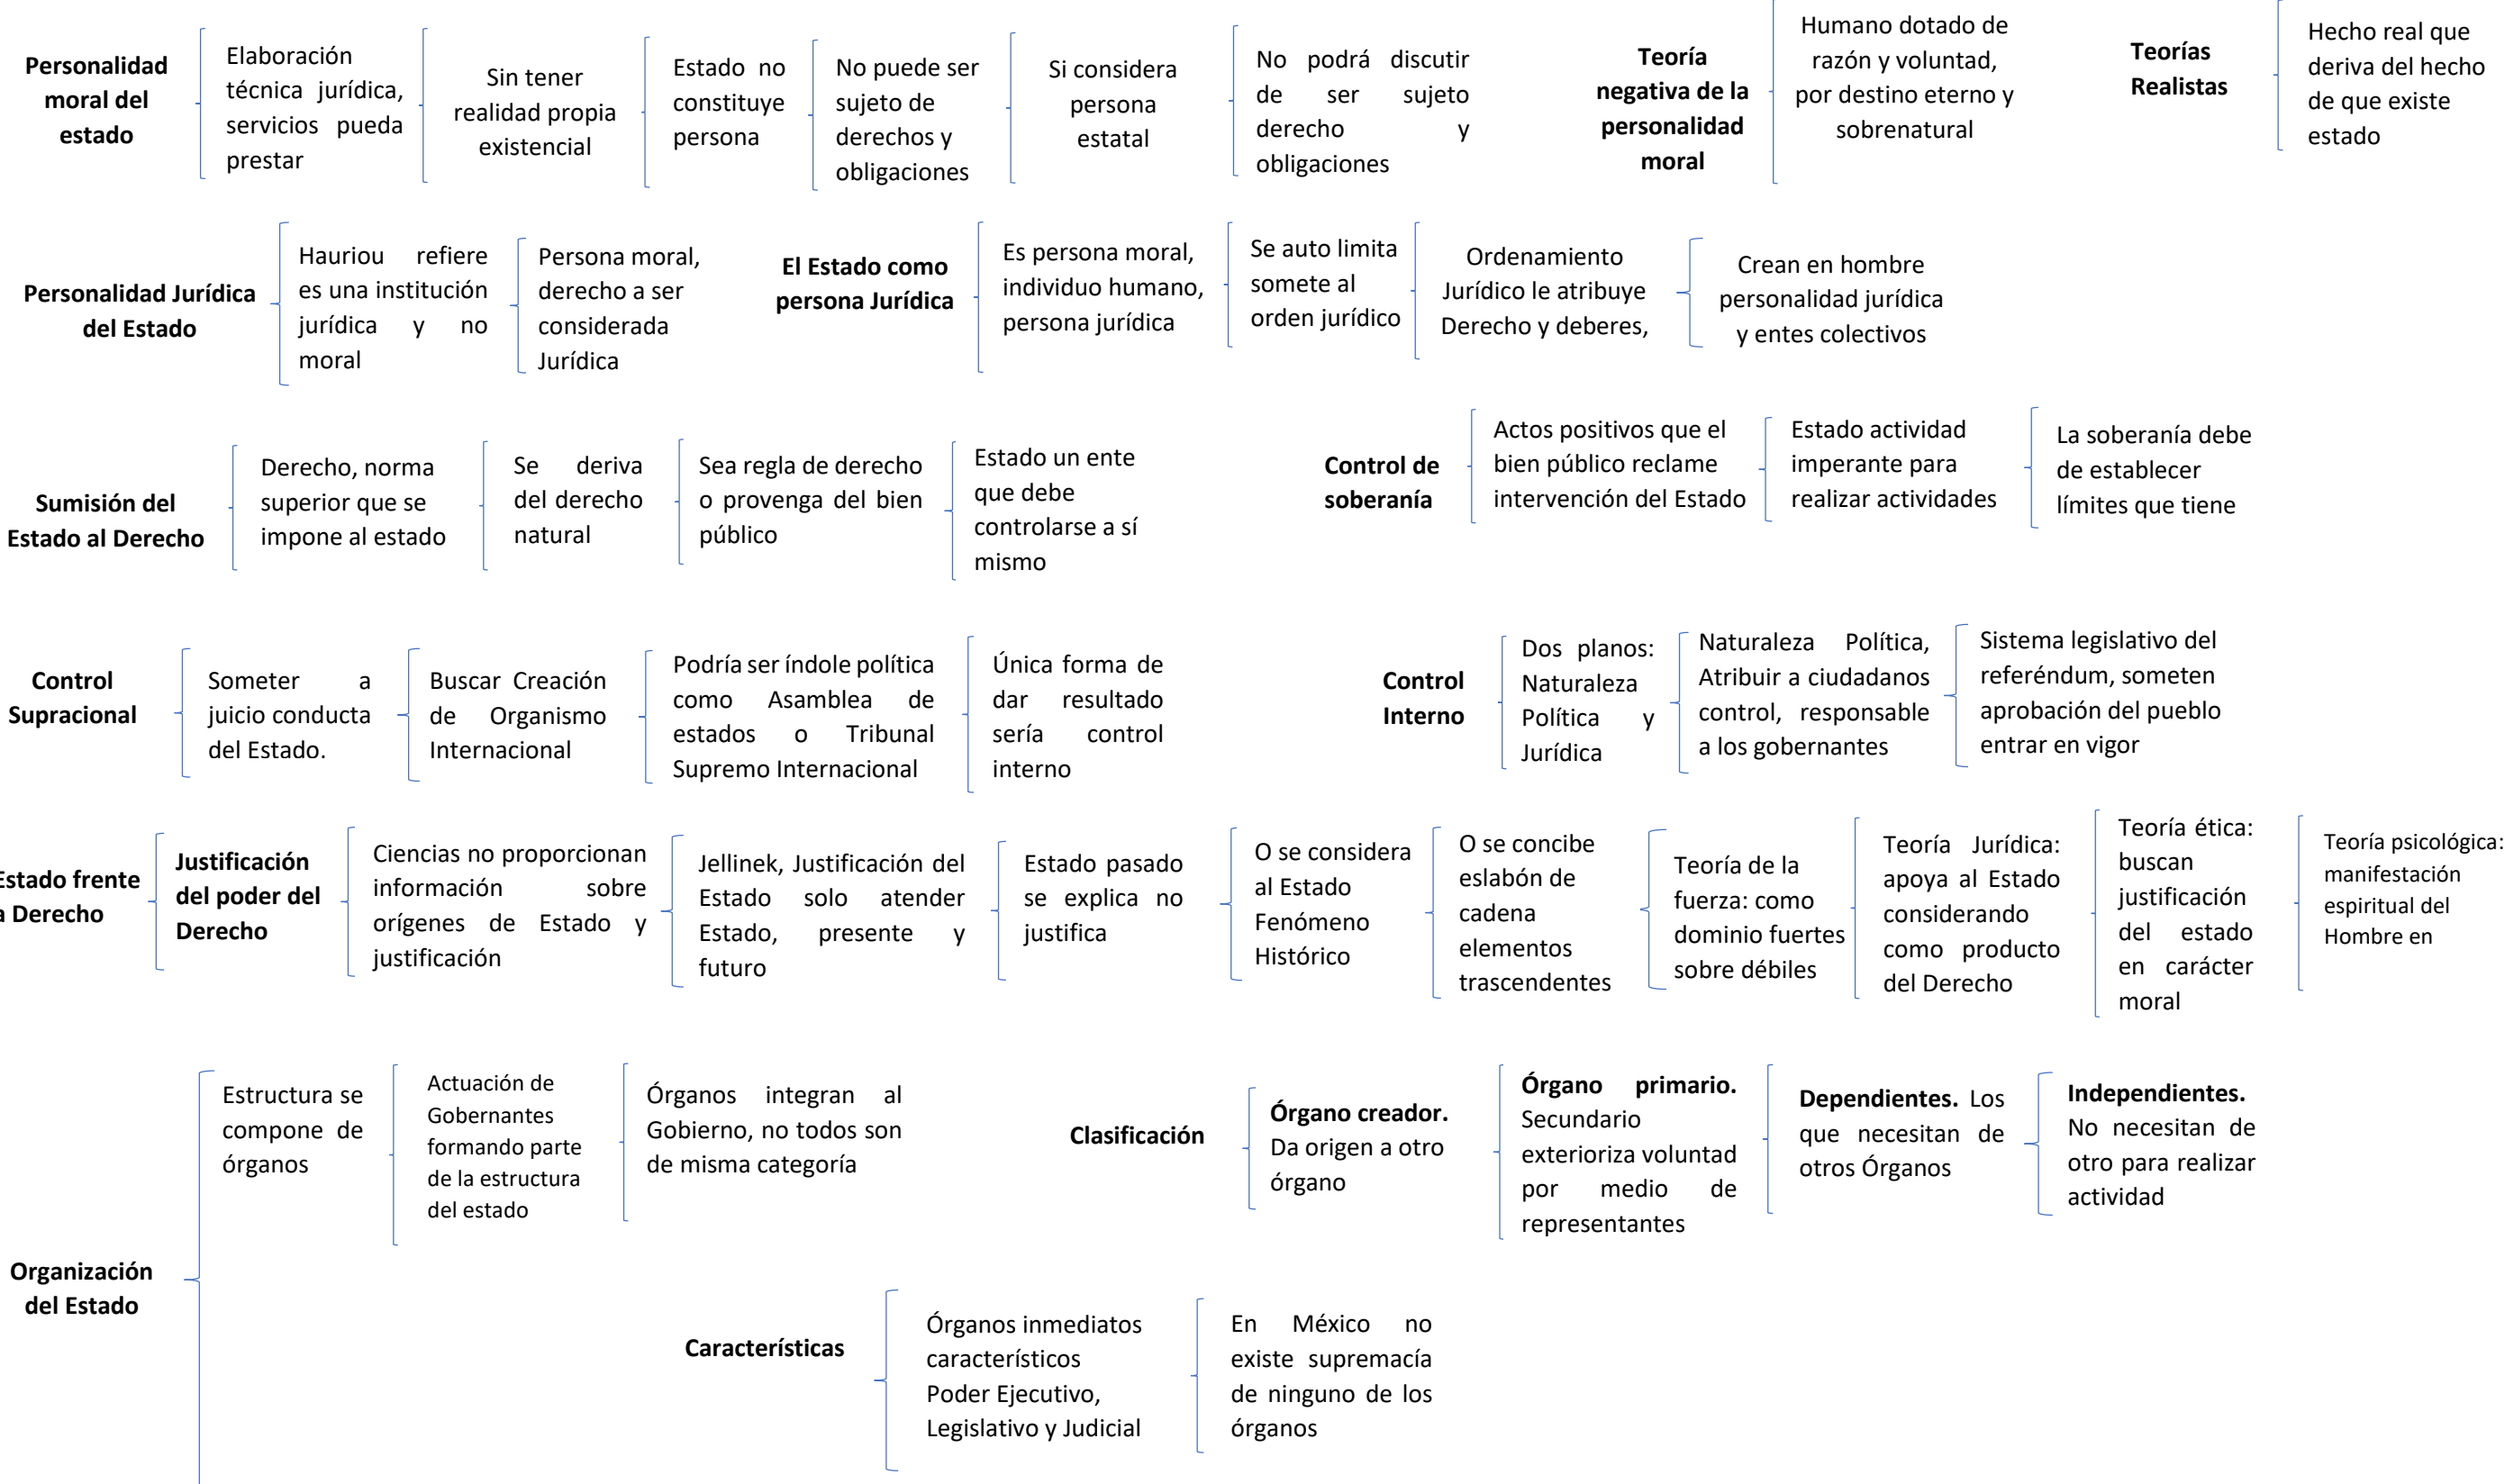 Personalidad
moral del
estado
Elaboración
técnica jurídica,
servicios pueda
prestar
Sin tener
realidad propia
existencial
Estado no
constituye
persona
No puede ser
sujeto de
derechos y
obligaciones
Si considera
persona
estatal
No podrá discutir
de ser sujeto
derecho y
obligaciones
Teoría
negativa de la
personalidad
moral
Humano dotado de
razón y voluntad,
por destino eterno y
sobrenatural
Teorías
Realistas
Hecho real que
deriva del hecho
de que existe
estado
Personalidad Jurídica
del Estado
Hauriou refiere
es una institución
jurídica y no
moral
Persona moral,
derecho a ser
considerada
Jurídica
El Estado como
persona Jurídica
Es persona moral,
individuo humano,
persona jurídica
Se auto limita
somete al
orden jurídico
Ordenamiento
Jurídico le atribuye
Derecho y deberes,
Crean en hombre
personalidad jurídica
y entes colectivos
Sumisión del
Estado al Derecho
Derecho, norma
superior que se
impone al estado
Se deriva
del derecho
natural
Sea regla de derecho
o provenga del bien
público
Estado un ente
que debe
controlarse a sí
mismo
Control de
soberanía
Actos positivos que el
bien público reclame
intervención del Estado
Estado actividad
imperante para
realizar actividades
La soberanía debe
de establecer
límites que tiene
Control
Supracional
Someter a
juicio conducta
del Estado.
Buscar Creación
de Organismo
Internacional
Podría ser índole política
como Asamblea de
estados o Tribunal
Supremo Internacional
Única forma de
dar resultado
sería control
interno
Control
Interno
Dos planos:
Naturaleza
Política y
Jurídica
Naturaleza Política,
Atribuir a ciudadanos
control, responsable
a los gobernantes
Sistema legislativo del
referéndum, someten
aprobación del pueblo
entrar en vigor
Estado frente
a Derecho
Justificación
del poder del
Derecho
Ciencias no proporcionan
información sobre
orígenes de Estado y
justificación
Jellinek, Justificación del
Estado solo atender
Estado, presente y
futuro
Estado pasado
se explica no
justifica
O se considera
al Estado
Fenómeno
Histórico
O se concibe
eslabón de
cadena
elementos
trascendentes
Teoría de la
fuerza: como
dominio fuertes
sobre débiles
Teoría Jurídica:
apoya al Estado
considerando
como producto
del Derecho
Teoría ética:
buscan
justificación
del estado
en carácter
moral
Teoría psicológica:
manifestación
espiritual del
Hombre en
Organización
del Estado
Estructura se
compone de
órganos
Actuación de
Gobernantes
formando parte
de la estructura
del estado
Órganos integran al
Gobierno, no todos son
de misma categoría
Clasificación
Órgano creador.
Da origen a otro
órgano
Órgano primario.
Secundario
exterioriza voluntad
por medio de
representantes
Dependientes. Los
que necesitan de
otros Órganos
Independientes.
No necesitan de
otro para realizar
actividad
Características
Órganos inmediatos
característicos
Poder Ejecutivo,
Legislativo y Judicial
En México no
existe supremacía
de ninguno de los
órganos